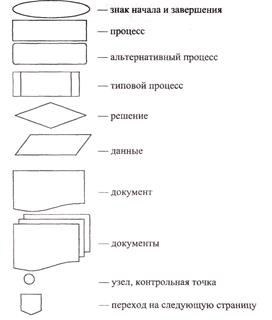 — знак начала и завершения
— процесс
— альтернативный процесс
— типовой процесс
— решение
— данные
— документ
— документы
— узел, контрольная точка
— переход на следующую страницу